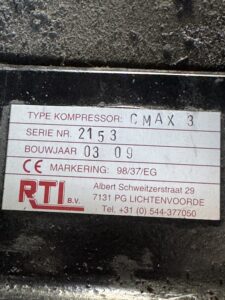 TYPE KOMPRESSOR: CMAX 3
SERIE NR. 2153
BOUWJAAR 03 09
CE MARKERING: 98/37/EG
RTI B.V.
Albert Schweitzerstraat 29
7131 PG LICHTENVOORDE
Tel, +31 (0) 544-377050